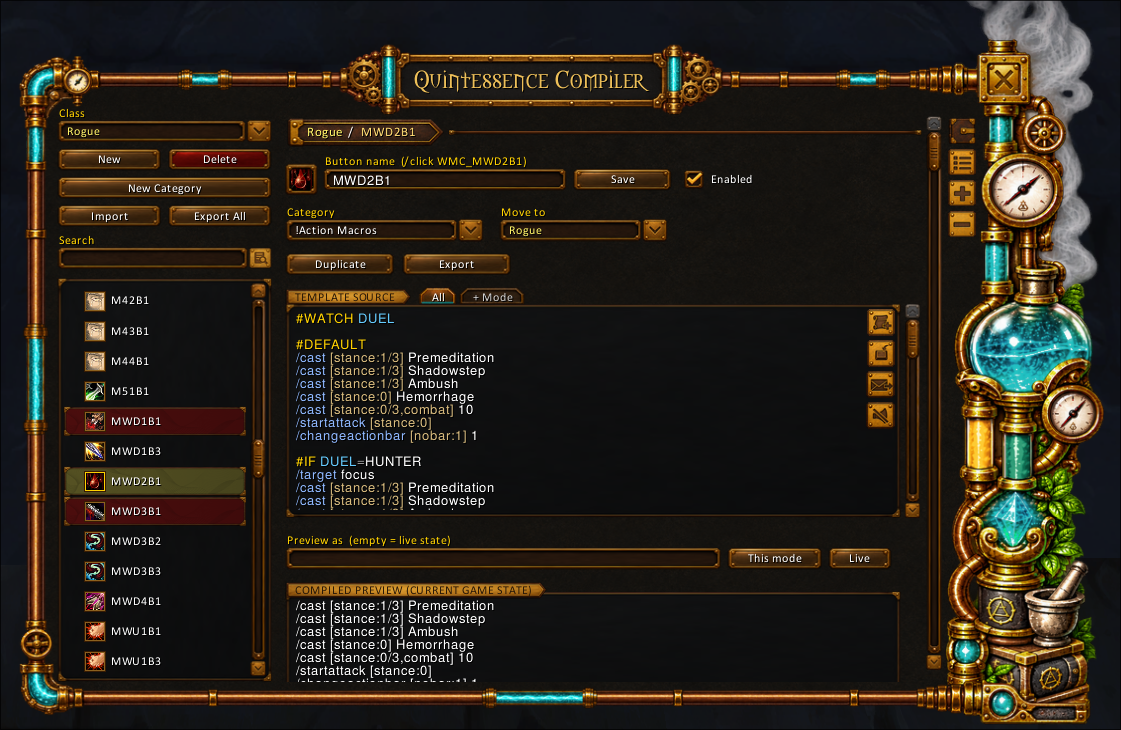 Quintessence Compiler
Class
Rogue
New
Delete
New Category
Import
Export All
Search
M42B1
M43B1
M44B1
M51B1
MWD1B1
MWD1B3
MWD2B1
MWD3B1
MWD3B2
MWD3B3
MWD4B1
MWU1B1
MWU1B3
Rogue / MWD2B1
Button name (/click WMC_MWD2B1)
MWD2B1
Save
Enabled
Category
Move to
!Action Macros
Rogue
Duplicate
Export
TEMPLATE SOURCE
All
+ Mode
#WATCH DUEL
#DEFAULT
/cast [stance:1/3] Premeditation
/cast [stance:1/3] Shadowstep
/cast [stance:1/3] Ambush
/cast [stance:0] Hemorrhage
/cast [stance:0/3,combat] 10
/startattack [stance:0]
/changeactionbar [nobar:1] 1
#IF DUEL=HUNTER
/target focus
/cast [stance:1/3] Premeditation
/cast [stance:1/3] Shadowstep
Preview as (empty = live state)
This mode
Live
COMPILED PREVIEW (CURRENT GAME STATE)
/cast [stance:1/3] Premeditation
/cast [stance:1/3] Shadowstep
/cast [stance:1/3] Ambush
/cast [stance:0] Hemorrhage
/cast [stance:0/3,combat] 10
/startattack [stance:0]
/changeactionbar [nobar:1] 1